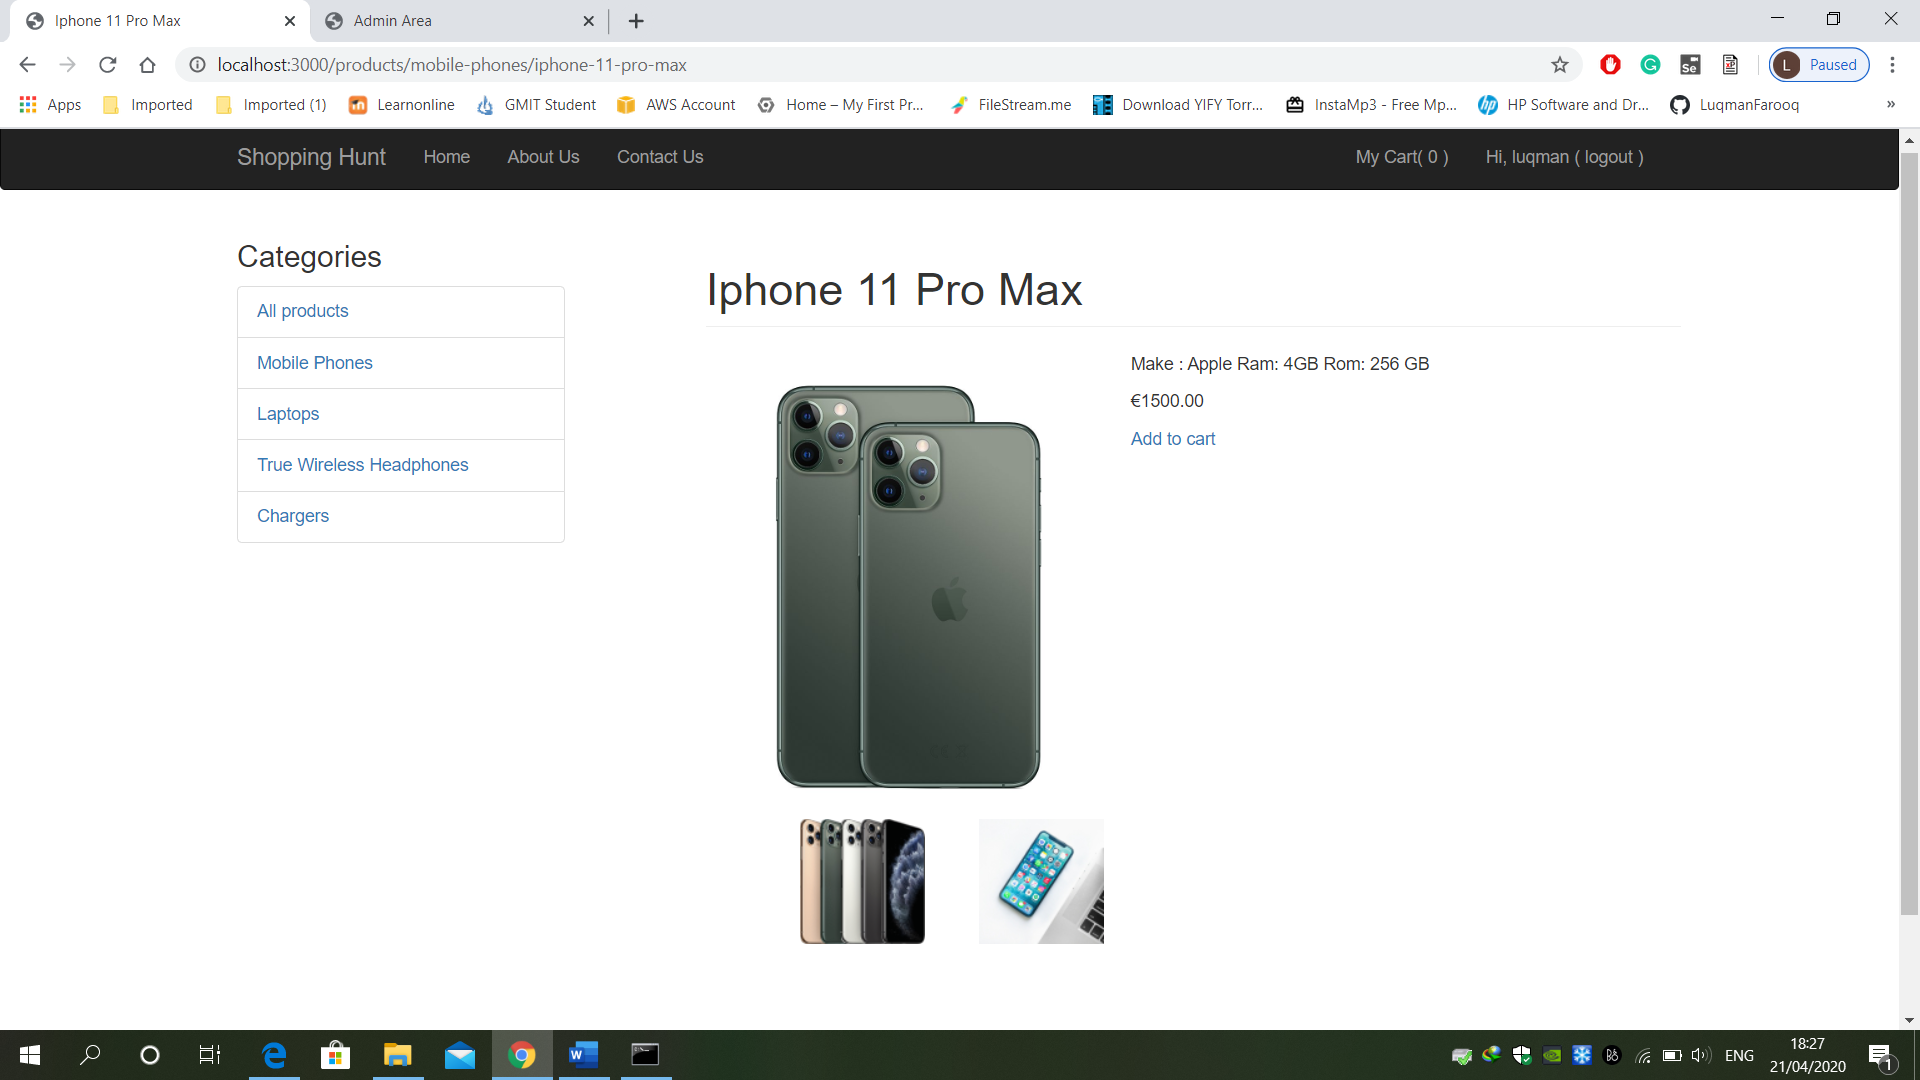 Iphone 11 Pro Max
Admin Area
localhost:3000/products/mobile-phones/iphone-11-pro-max
L Paused
Apps Imported Imported (1) Learnonline GMIT Student AWS Account Home – My First Pr... FileStream.me Download YIFY Torr... InstaMp3 - Free Mp... HP Software and Dr... LuqmanFarooq »
Shopping Hunt Home About Us Contact Us My Cart( 0 ) Hi, luqman ( logout )
Categories
All products
Mobile Phones
Laptops
True Wireless Headphones
Chargers
Iphone 11 Pro Max
Make : Apple Ram: 4GB Rom: 256 GB
€1500.00
Add to cart
ENG
18:27
21/04/2020
1